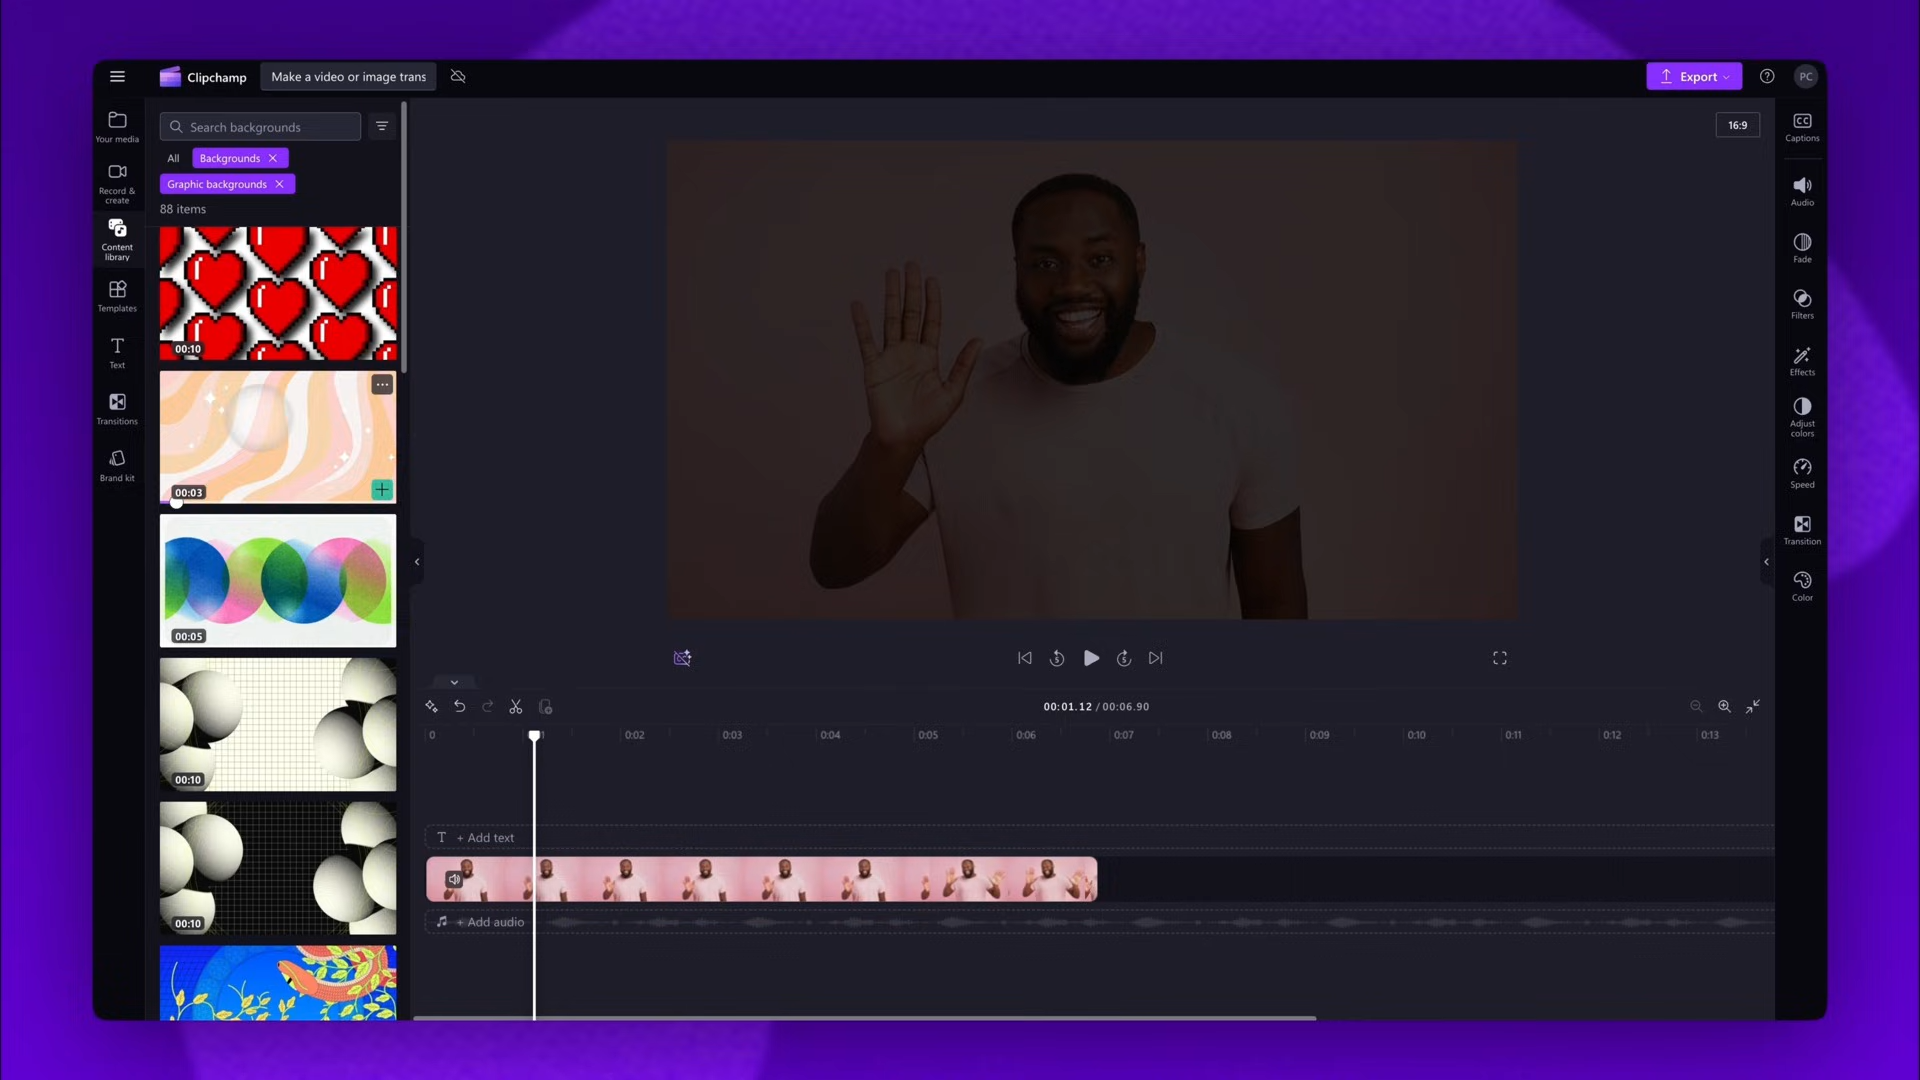 Clipchamp
Make a video or image trans
Export
PC
Your media
Record &
create
Content
library
Templates
Text
Transitions
Brand kit
Search backgrounds
All
Backgrounds
Graphic backgrounds
88 items
00:10
00:03
00:05
00:10
00:10
16:9
Captions
Audio
Fade
Filters
Effects
Adjust
colors
Speed
Transition
Color
00:01.12 / 00:06.90
0
0:02
0:03
0:04
0:05
0:06
0:07
0:08
0:09
0:10
0:11
0:12
0:13
T + Add text
+ Add audio